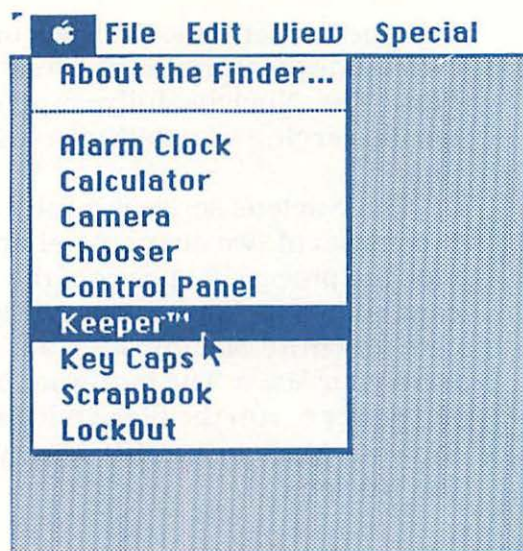 File Edit View Special
About the Finder...
Alarm Clock
Calculator
Camera
Chooser
Control Panel
Keeper™
Key Caps
Scrapbook
LockOut